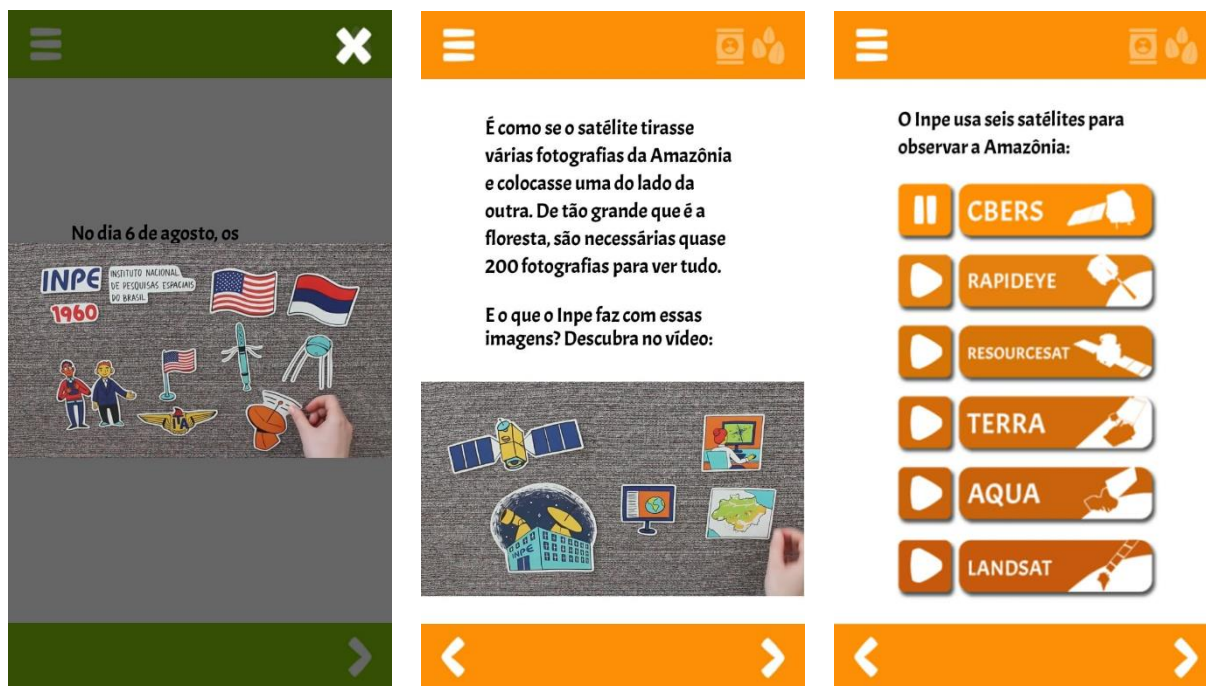 No dia 6 de agosto, os
INPE
INSTITUTO NACIONAL
DE PESQUISAS ESPACIAIS
DO BRASIL
1960
ITA
É como se o satélite tirasse
várias fotografias da Amazônia
e colocasse uma do lado da
outra. De tão grande que é a
floresta, são necessárias quase
200 fotografias para ver tudo.
E o que o Inpe faz com essas
imagens? Descubra no vídeo:
INPE
O Inpe usa seis satélites para
observar a Amazônia:
CBERS
RAPIDEYE
RESOURCESAT
TERRA
AQUA
LANDSAT